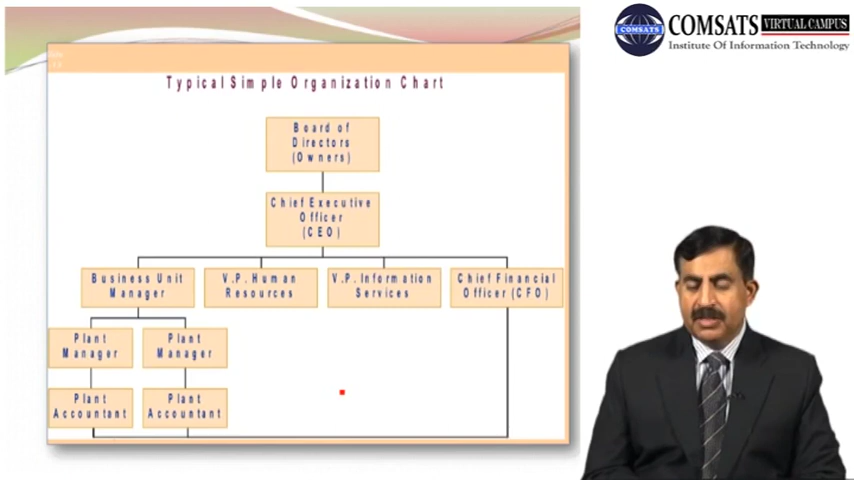 COMSATS VIRTUAL CAMPUS
COMSATS
Institute Of Information Technology
Typical Simple Organization Chart
Board of
Directors
(Owners)
Chief Executive
Officer
(CEO)
Business Unit
Manager
V.P. Human
Resources
V.P. Information
Services
Chief Financial
Officer (CFO)
Plant
Manager
Plant
Manager
Plant
Accountant
Plant
Accountant